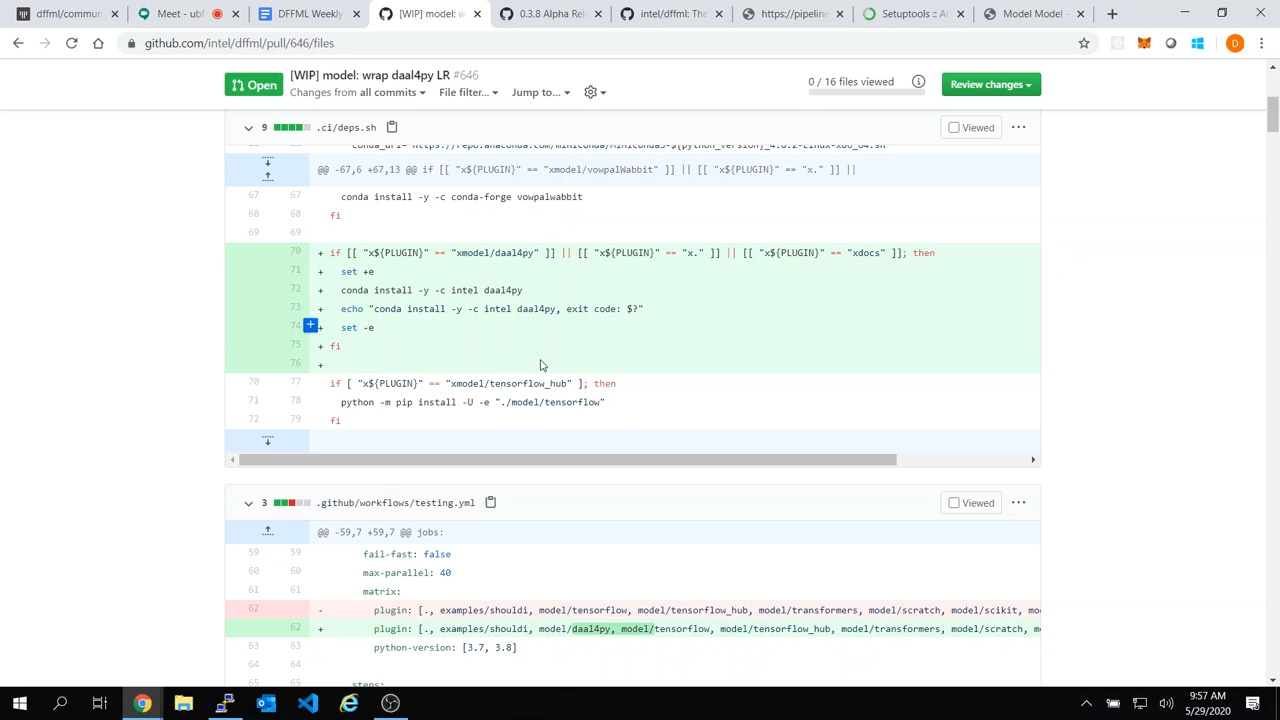 dffml/commun
Meet - ubf
DFFML Weekly
[WIP] model: w
0.3.8 Alpha Rel
intel/dffml: The
https://pipeline
Setuptools :: A
Model Model -
github.com/intel/dffml/pull/646/files
D
Open
[WIP] model: wrap daal4py LR #646
Changes from all commits
File filter...
Jump to...
0 / 16 files viewed
Review changes
9
.ci/deps.sh
Viewed
@@ -67,6 +67,13 @@ if [[ "x${PLUGIN}" == "xmodel/vowpalWabbit" ]] || [[ "x${PLUGIN}" == "x." ]] ||
67 67 conda install -y -c conda-forge vowpalwabbit
68 68 fi
69 69
70 + if [[ "x${PLUGIN}" == "xmodel/daal4py" ]] || [[ "x${PLUGIN}" == "x." ]] || [[ "x${PLUGIN}" == "xdocs" ]]; then
71 + set +e
72 + conda install -y -c intel daal4py
73 + echo "conda install -y -c intel daal4py, exit code: $?"
74 + set -e
75 + fi
76 +
70 77 if [ "x${PLUGIN}" == "xmodel/tensorflow_hub" ]; then
71 78 python -m pip install -U -e "./model/tensorflow"
72 79 fi
3
.github/workflows/testing.yml
Viewed
@@ -59,7 +59,7 @@ jobs:
59 59 fail-fast: false
60 60 max-parallel: 40
61 61 matrix:
62 - plugin: [., examples/shouldi, model/tensorflow, model/tensorflow_hub, model/transformers, model/scratch, model/scikit, mo
62 + plugin: [., examples/shouldi, model/daal4py, model/tensorflow, model/tensorflow_hub, model/transformers, model/scratch, m
63 63 python-version: [3.7, 3.8]
64 64
65 65 steps:
9:57 AM
5/29/2020